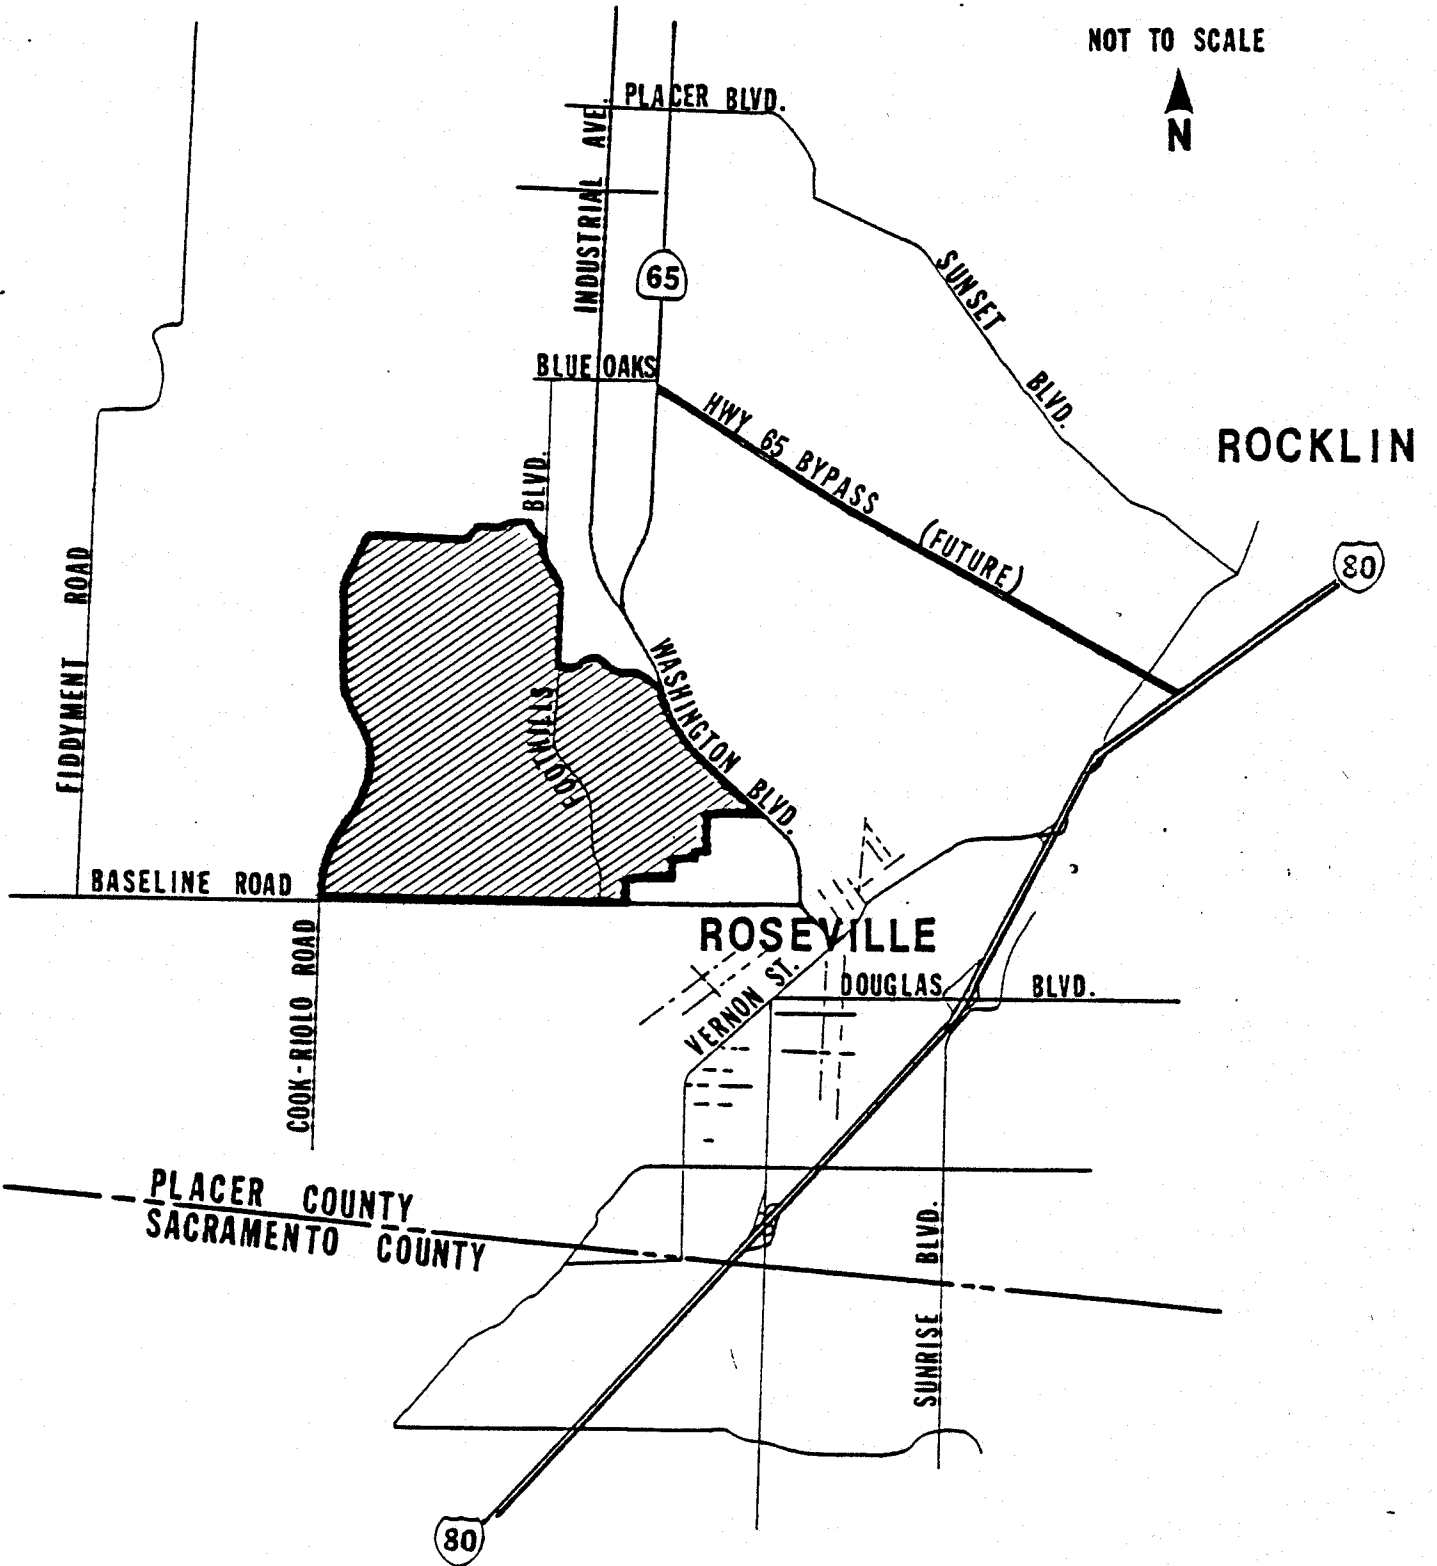 NOT TO SCALE
N
PLACER BLVD.
INDUSTRIAL AVE.
65
SUNSET BLVD.
BLUE OAKS
HWY 65 BYPASS (FUTURE)
ROCKLIN
80
BLVD.
FOOTHILLS
FIDDYMENT ROAD
WASHINGTON BLVD.
BASELINE ROAD
ROSEVILLE
COOK-RIOLO ROAD
VERNON ST.
DOUGLAS BLVD.
PLACER COUNTY
SACRAMENTO COUNTY
SUNRISE BLVD.
80